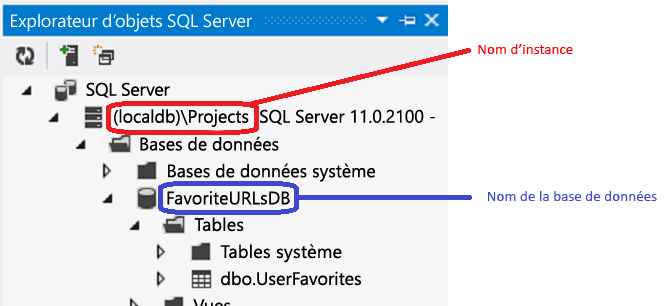 Explorateur d'objets SQL Server
Nom d'instance
SQL Server
(localdb)\Projects SQL Server 11.0.2100 -
Bases de données
Bases de données système
FavoriteURLsDB
Nom de la base de données
Tables
Tables système
dbo.UserFavorites
Vues